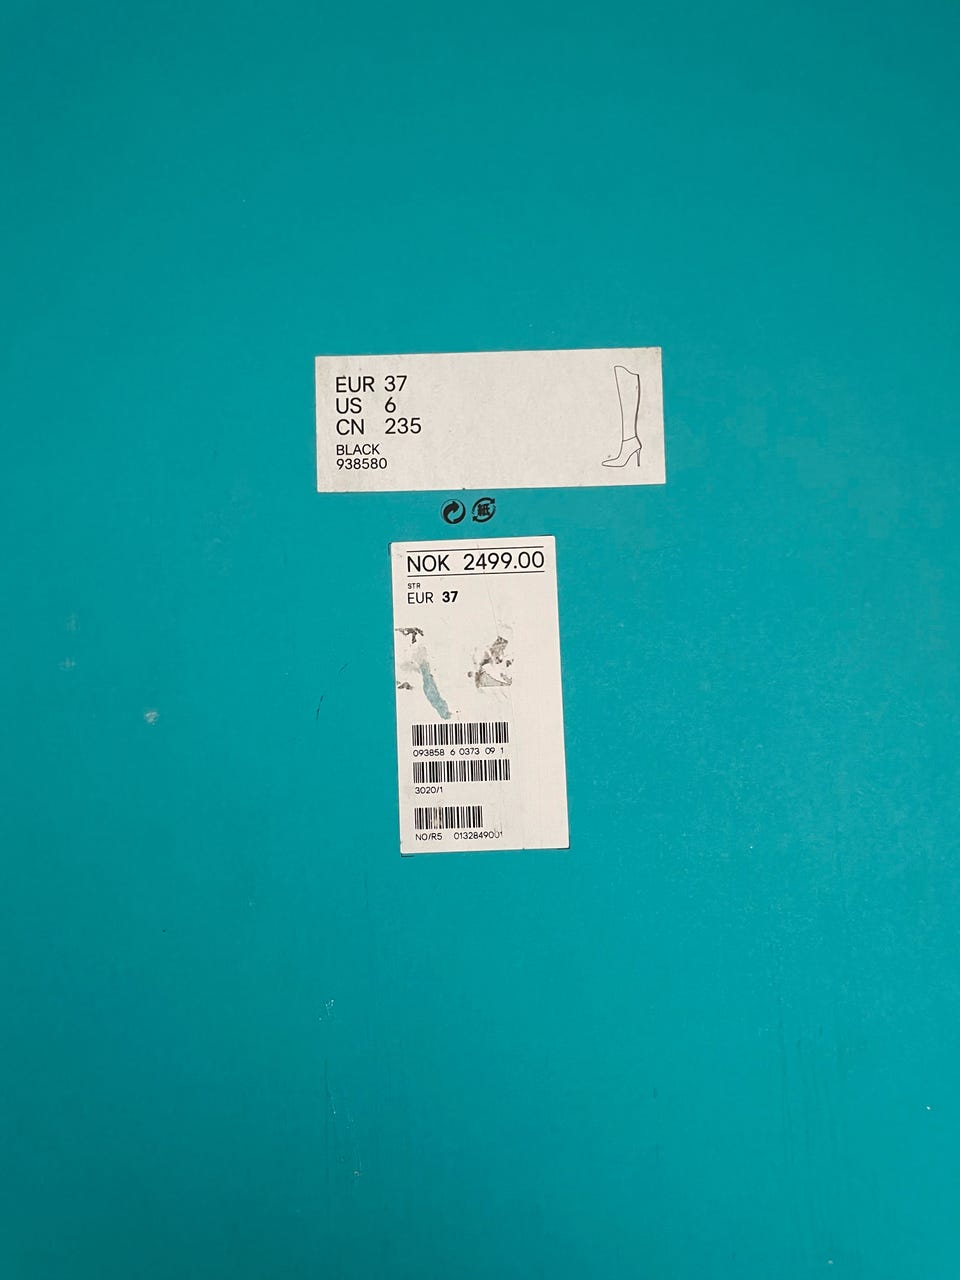 EUR 37
US 6
CN 235
BLACK
938580
紙
NOK 2499.00
STR
EUR 37
093858 6 0373 09 1
3020/1
NO/R5 0132849001